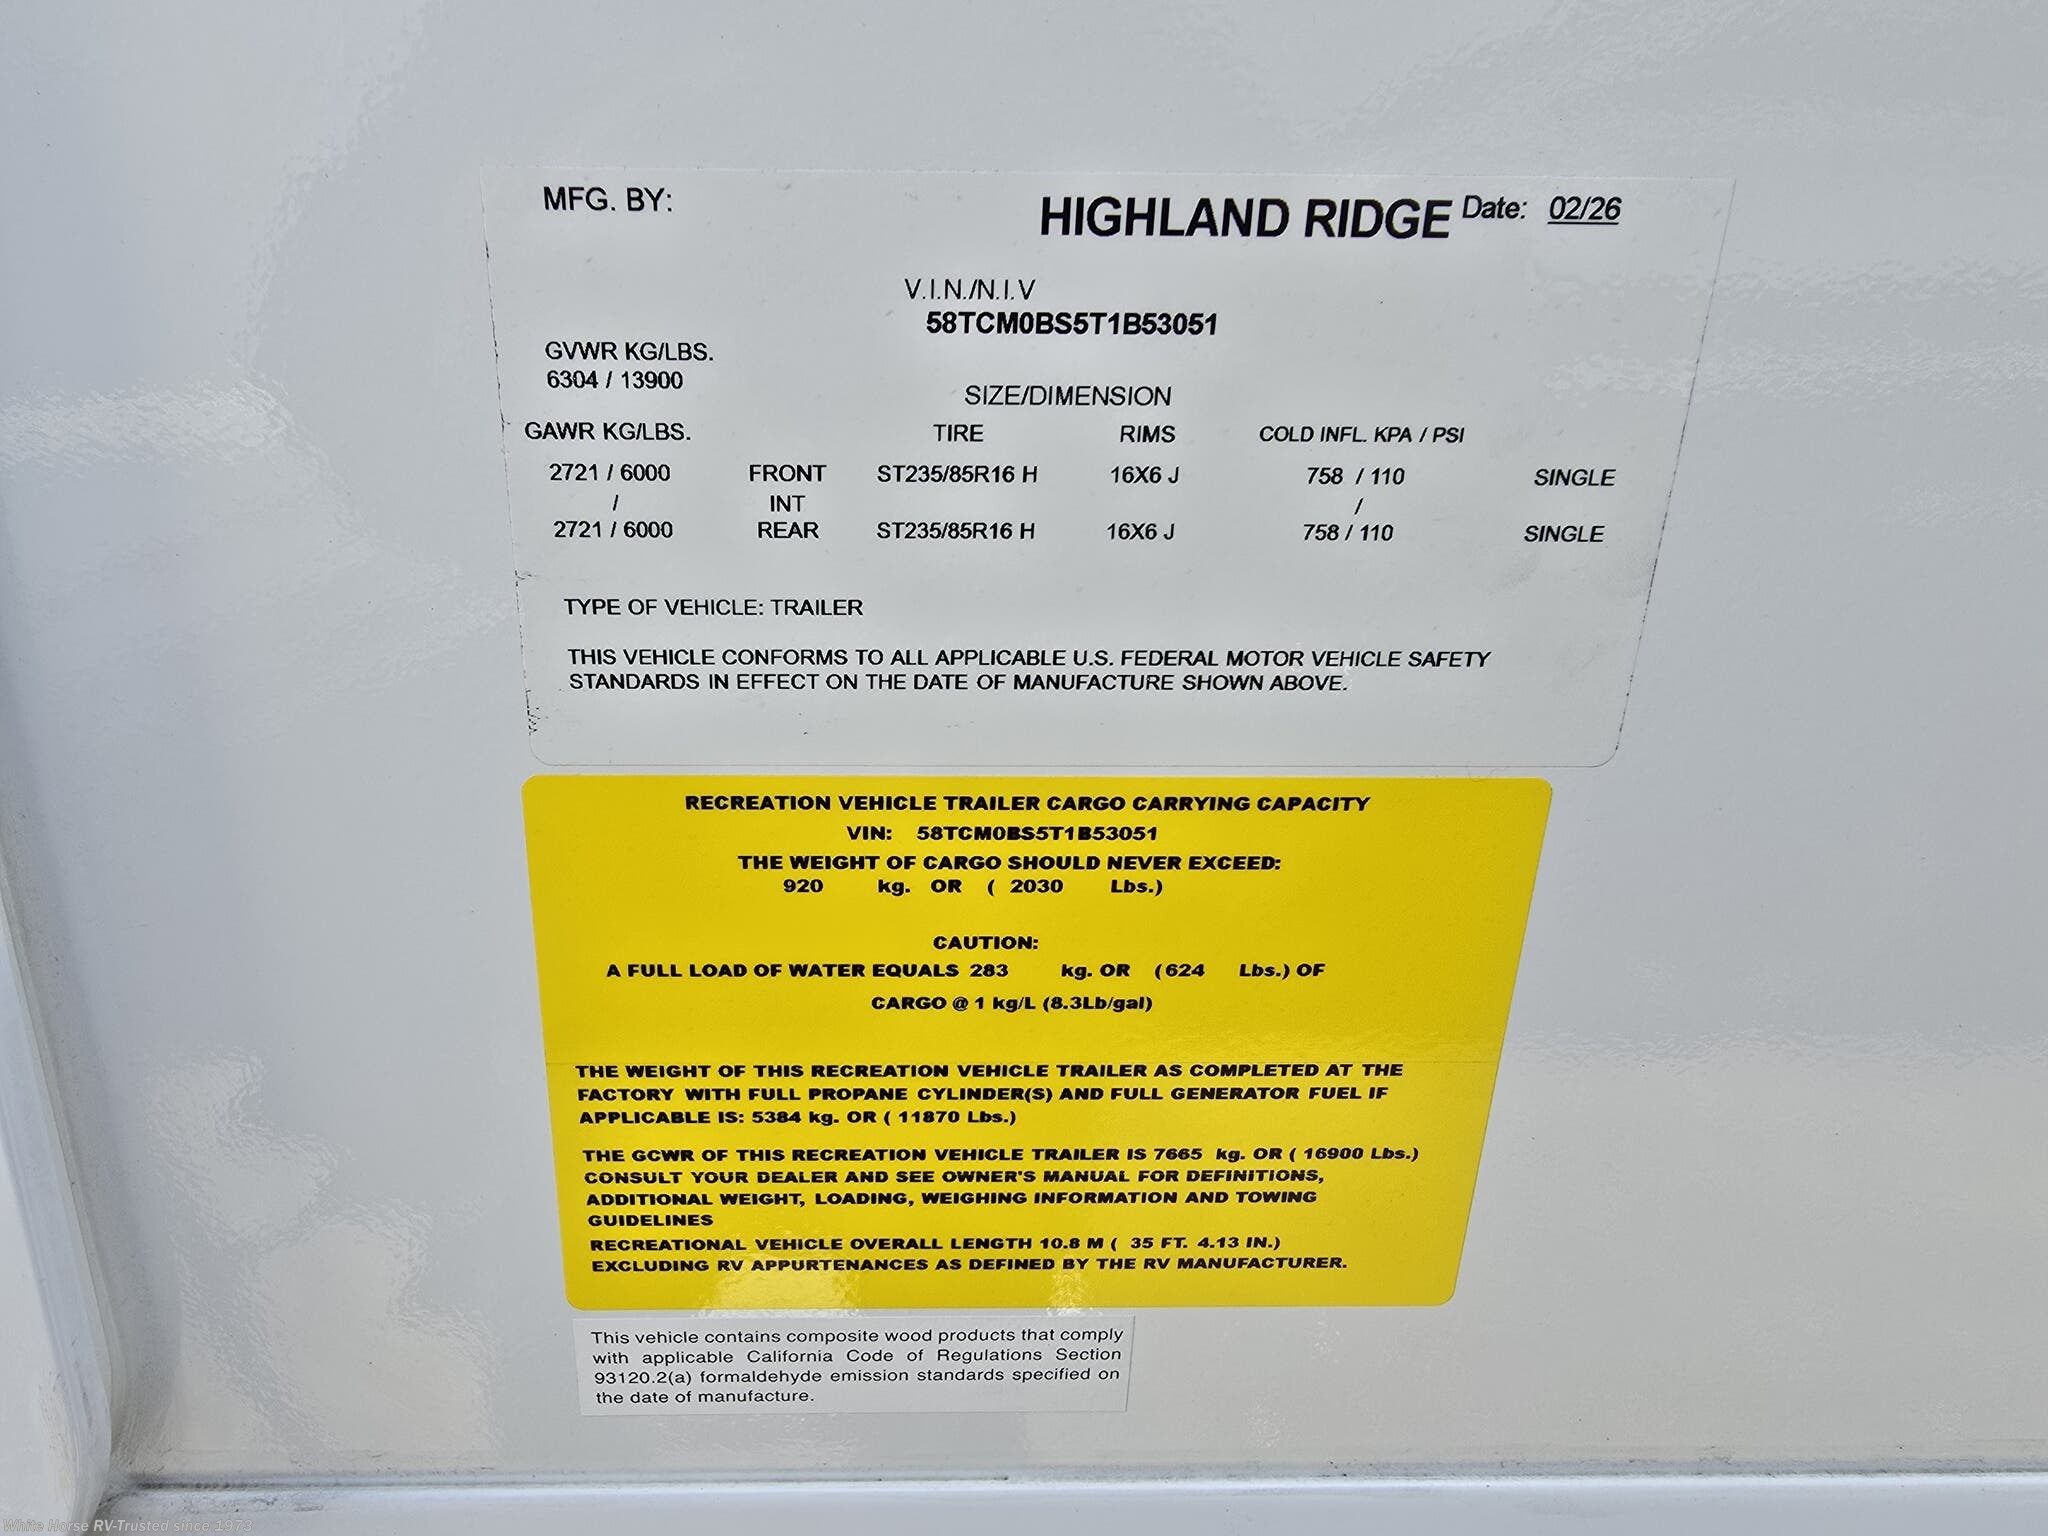 MFG. BY: HIGHLAND RIDGE Date: 02/26
V.I.N./N.I.V
58TCM0BS5T1B53051
GVWR KG/LBS.
6304 / 13900
SIZE/DIMENSION
GAWR KG/LBS. TIRE RIMS COLD INFL. KPA / PSI
2721 / 6000 FRONT ST235/85R16 H 16X6 J 758 / 110 SINGLE
/ INT /
2721 / 6000 REAR ST235/85R16 H 16X6 J 758 / 110 SINGLE
TYPE OF VEHICLE: TRAILER
THIS VEHICLE CONFORMS TO ALL APPLICABLE U.S. FEDERAL MOTOR VEHICLE SAFETY
STANDARDS IN EFFECT ON THE DATE OF MANUFACTURE SHOWN ABOVE.
RECREATION VEHICLE TRAILER CARGO CARRYING CAPACITY
VIN: 58TCM0BS5T1B53051
THE WEIGHT OF CARGO SHOULD NEVER EXCEED:
920 kg. OR ( 2030 Lbs.)
CAUTION:
A FULL LOAD OF WATER EQUALS 283 kg. OR (624 Lbs.) OF
CARGO @ 1 kg/L (8.3Lb/gal)
THE WEIGHT OF THIS RECREATION VEHICLE TRAILER AS COMPLETED AT THE
FACTORY WITH FULL PROPANE CYLINDER(S) AND FULL GENERATOR FUEL IF
APPLICABLE IS: 5384 kg. OR ( 11870 Lbs.)
THE GCWR OF THIS RECREATION VEHICLE TRAILER IS 7665 kg. OR ( 16900 Lbs.)
CONSULT YOUR DEALER AND SEE OWNER'S MANUAL FOR DEFINITIONS,
ADDITIONAL WEIGHT, LOADING, WEIGHING INFORMATION AND TOWING
GUIDELINES
RECREATIONAL VEHICLE OVERALL LENGTH 10.8 M ( 35 FT. 4.13 IN.)
EXCLUDING RV APPURTENANCES AS DEFINED BY THE RV MANUFACTURER.
This vehicle contains composite wood products that comply
with applicable California Code of Regulations Section
93120.2(a) formaldehyde emission standards specified on
the date of manufacture.
White Horse RV-Trusted since 1973